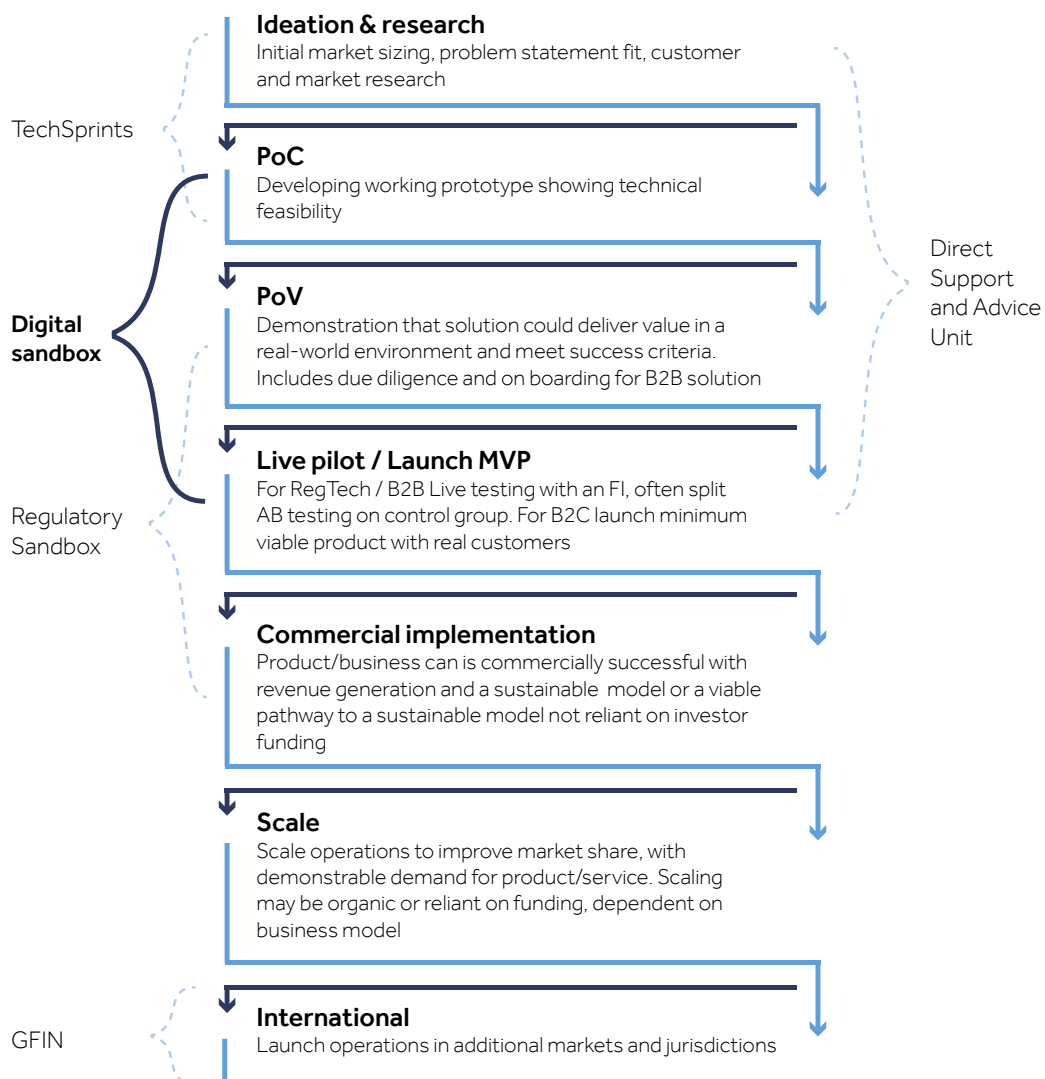 Ideation & research
Initial market sizing, problem statement fit, customer
and market research
TechSprints
PoC
Developing working prototype showing technical
feasibility
Direct
Support
and Advice
Unit
PoV
Demonstration that solution could deliver value in a
real-world environment and meet success criteria.
Includes due diligence and on boarding for B2B solution
Digital
sandbox
Live pilot / Launch MVP
For RegTech / B2B Live testing with an FI, often split
AB testing on control group. For B2C launch minimum
viable product with real customers
Regulatory
Sandbox
Commercial implementation
Product/business can is commercially successful with
revenue generation and a sustainable model or a viable
pathway to a sustainable model not reliant on investor
funding
Scale
Scale operations to improve market share, with
demonstrable demand for product/service. Scaling
may be organic or reliant on funding, dependent on
business model
International
Launch operations in additional markets and jurisdictions
GFIN